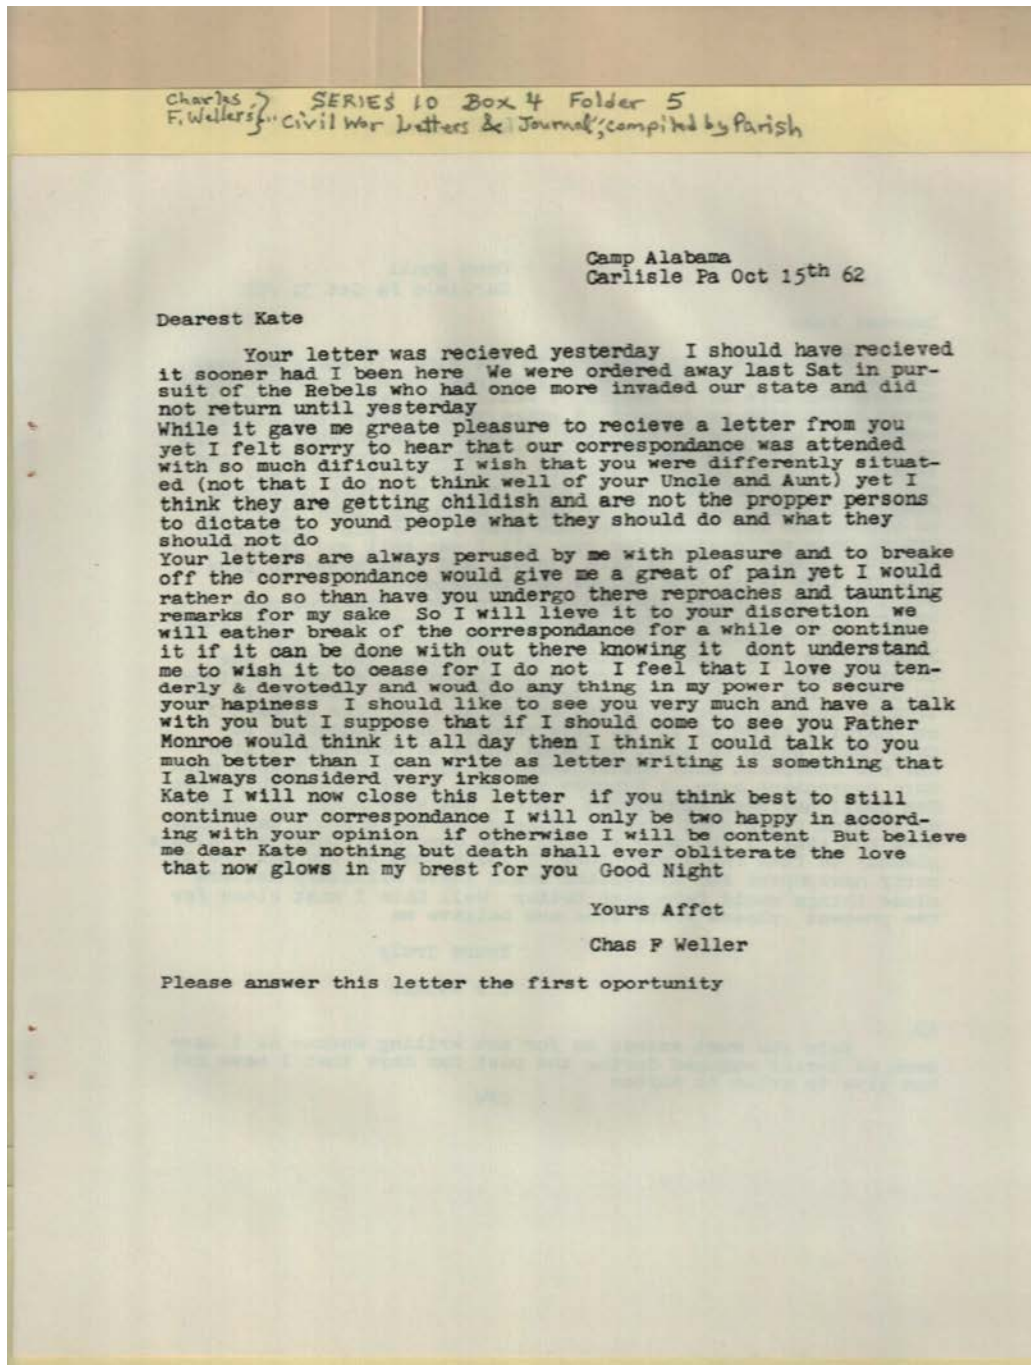 Charles } SERIES 10 Box 4 Folder 5
F. Wellers } "Civil War Letters & Journal", compiled by Parish
Camp Alabama
Carlisle Pa Oct 15th 62
Dearest Kate
Your letter was recieved yesterday I should have recieved
it sooner had I been here We were ordered away last Sat in pur-
suit of the Rebels who had once more invaded our state and did
not return until yesterday
While it gave me greate pleasure to recieve a letter from you
yet I felt sorry to hear that our correspondance was attended
with so much dificulty I wish that you were differently situat-
ed (not that I do not think well of your Uncle and Aunt) yet I
think they are getting childish and are not the propper persons
to dictate to yound people what they should do and what they
should not do
Your letters are always perused by me with pleasure and to breake
off the correspondance would give me a great of pain yet I would
rather do so than have you undergo there reproaches and taunting
remarks for my sake So I will lieve it to your discretion we
will eather break of the correspondance for a while or continue
it if it can be done with out there knowing it dont understand
me to wish it to cease for I do not I feel that I love you ten-
derly & devotedly and woud do any thing in my power to secure
your hapiness I should like to see you very much and have a talk
with you but I suppose that if I should come to see you Father
Monroe would think it all day then I think I could talk to you
much better than I can write as letter writing is something that
I always considerd very irksome
Kate I will now close this letter if you think best to still
continue our correspondance I will only be two happy in accord-
ing with your opinion if otherwise I will be content But believe
me dear Kate nothing but death shall ever obliterate the love
that now glows in my brest for you Good Night
Yours Affct
Chas F Weller
Please answer this letter the first oportunity